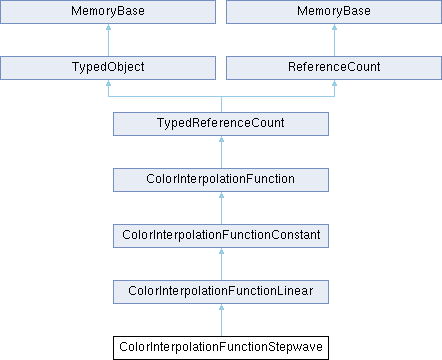 MemoryBase
MemoryBase
TypedObject
ReferenceCount
TypedReferenceCount
ColorInterpolationFunction
ColorInterpolationFunctionConstant
ColorInterpolationFunctionLinear
ColorInterpolationFunctionStepwave